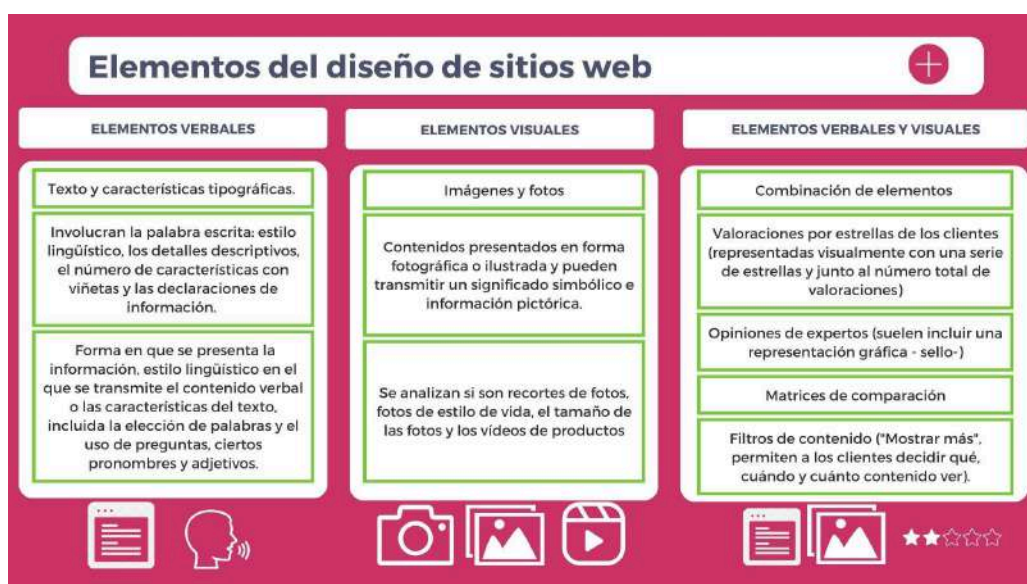 Elementos del diseño de sitios web
ELEMENTOS VERBALES
Texto y características tipográficas.
Involucran la palabra escrita: estilo
lingüístico, los detalles descriptivos,
el número de características con
viñetas y las declaraciones de
información.
Forma en que se presenta la
información, estilo lingüístico en el
que se transmite el contenido verbal
o las características del texto,
incluida la elección de palabras y el
uso de preguntas, ciertos
pronombres y adjetivos.
ELEMENTOS VISUALES
Imágenes y fotos
Contenidos presentados en forma
fotográfica o ilustrada y pueden
transmitir un significado simbólico e
información pictórica.
Se analizan si son recortes de fotos,
fotos de estilo de vida, el tamaño de
las fotos y los vídeos de productos
ELEMENTOS VERBALES Y VISUALES
Combinación de elementos
Valoraciones por estrellas de los clientes
(representadas visualmente con una serie
de estrellas y junto al número total de
valoraciones)
Opiniones de expertos (suelen incluir una
representación gráfica - sello-)
Matrices de comparación
Filtros de contenido ("Mostrar más",
permiten a los clientes decidir qué,
cuándo y cuánto contenido ver).